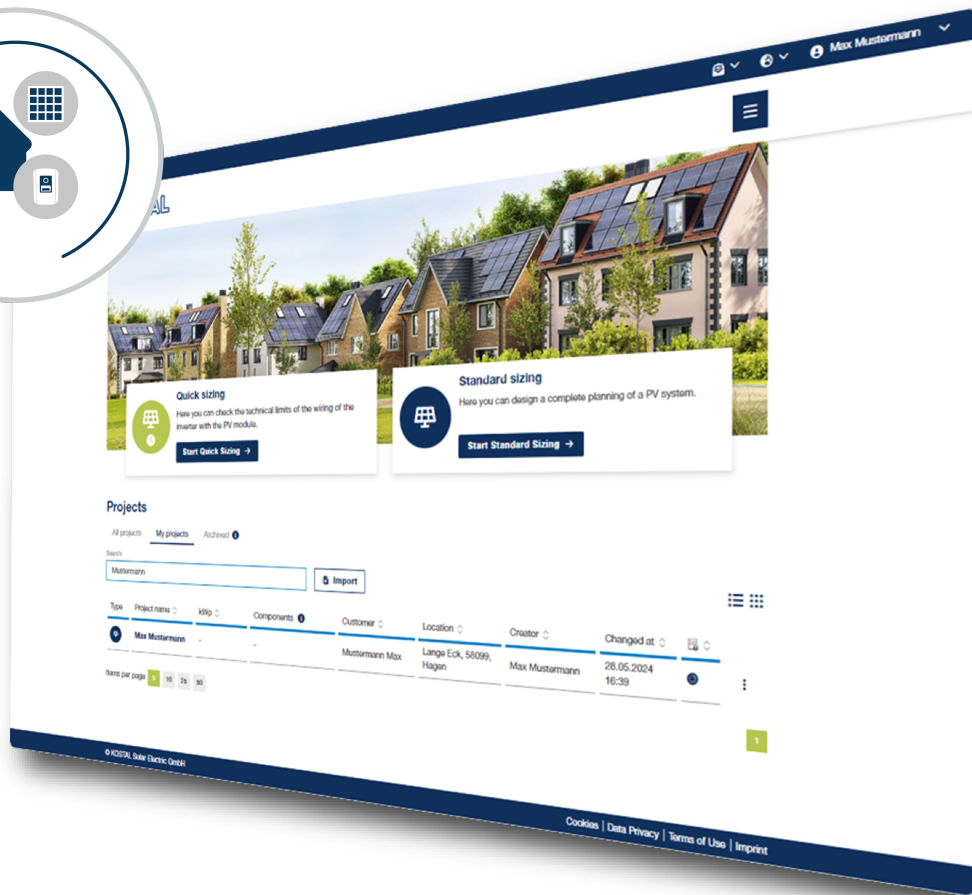 Max Mustermann
AL
Quick sizing
Here you can check the technical limits of the wiring of the
inverter with the PV module.
Start Quick Sizing →
Standard sizing
Here you can design a complete planning of a PV system.
Start Standard Sizing →
Projects
All projects My projects Archived
Search
Mustermann
Import
Type Project name kWp Components Customer Location Creator Changed at
Max Mustermann - - Mustermann Max Lange Eck, 58099, Max Mustermann 28.05.2024
Hagen 16:39
Items per page 5 10 25 50
1
© KOSTAL Solar Electric GmbH
Cookies | Data Privacy | Terms of Use | Imprint